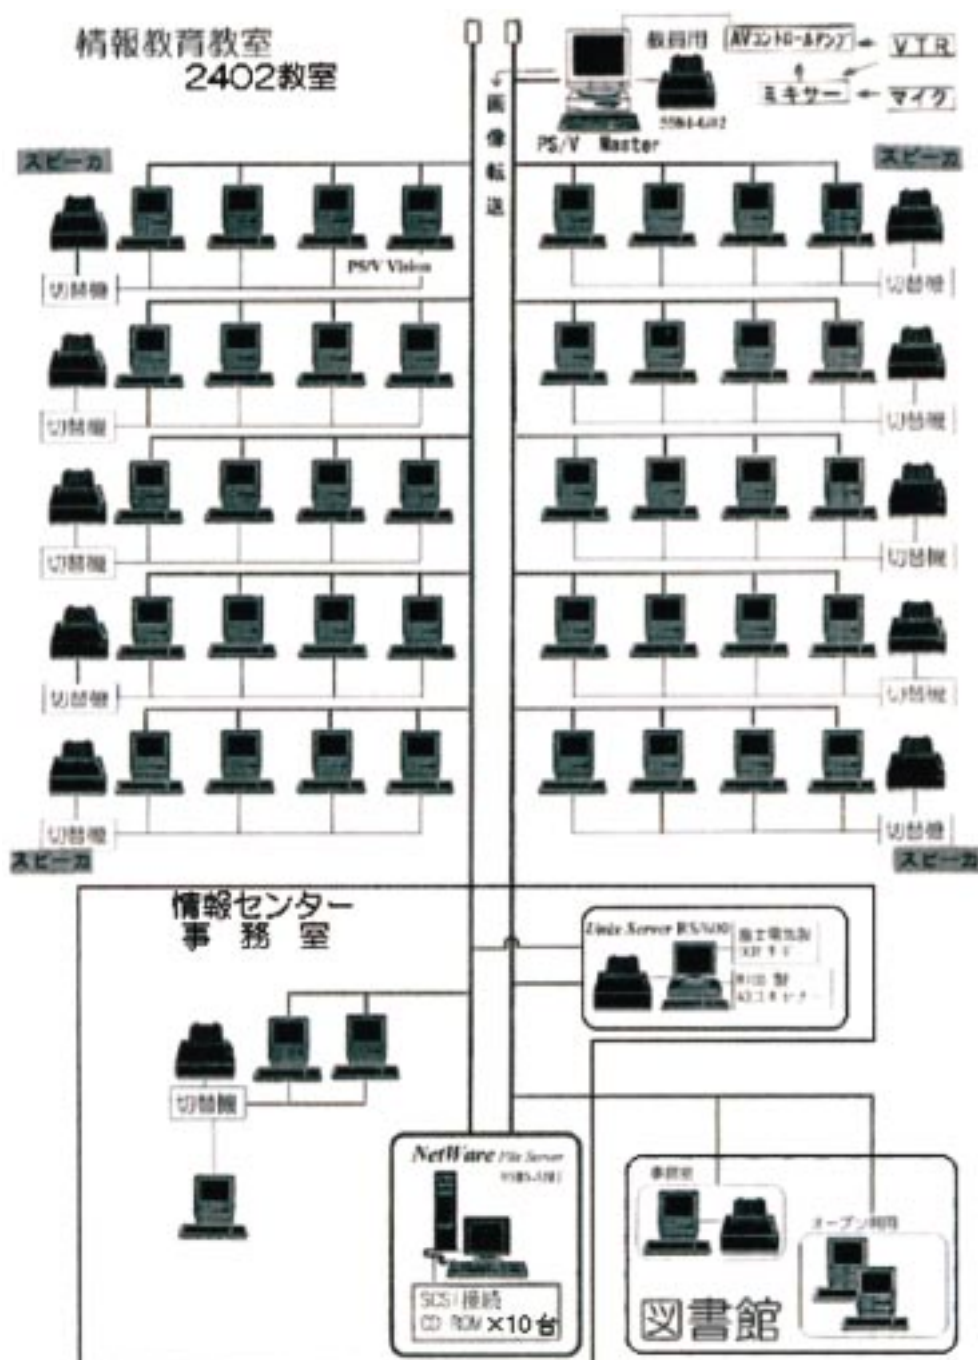 情報教育教室
2402教室
教員用
AVコントロールアンプ
VTR
ミキサー
マイク
PS/V Master
画像転送
スピーカ
スピーカ
PS/V Vision
切替機
切替機
切替機
切替機
切替機
切替機
切替機
切替機
切替機
切替機
スピーカ
スピーカ
情報センター
事務室
Unix Server
切替機
NetWare File Server
SCSI接続
CD ROM ×10台
事務室
オープン利用
図書館